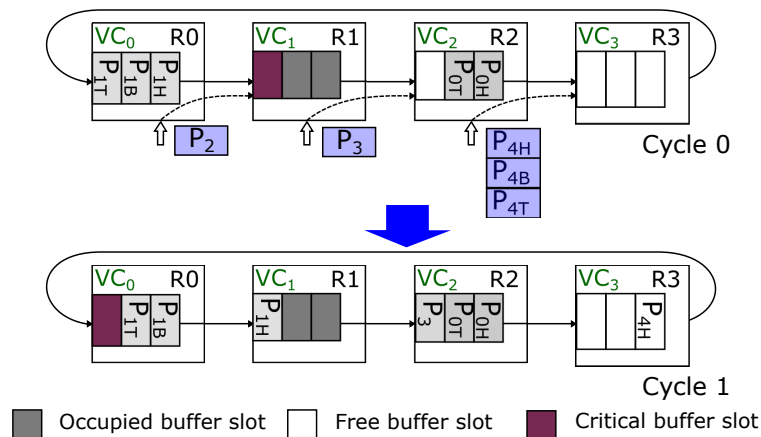 VC0 R0 VC1 R1 VC2 R2 VC3 R3
P1T P1B P1H P0T P0H
P2 P3 P4H
P4B
P4T
Cycle 0
VC0 R0 VC1 R1 VC2 R2 VC3 R3
P1T P1B P1H P3 P0T P0H P4H
Cycle 1
Occupied buffer slot Free buffer slot Critical buffer slot